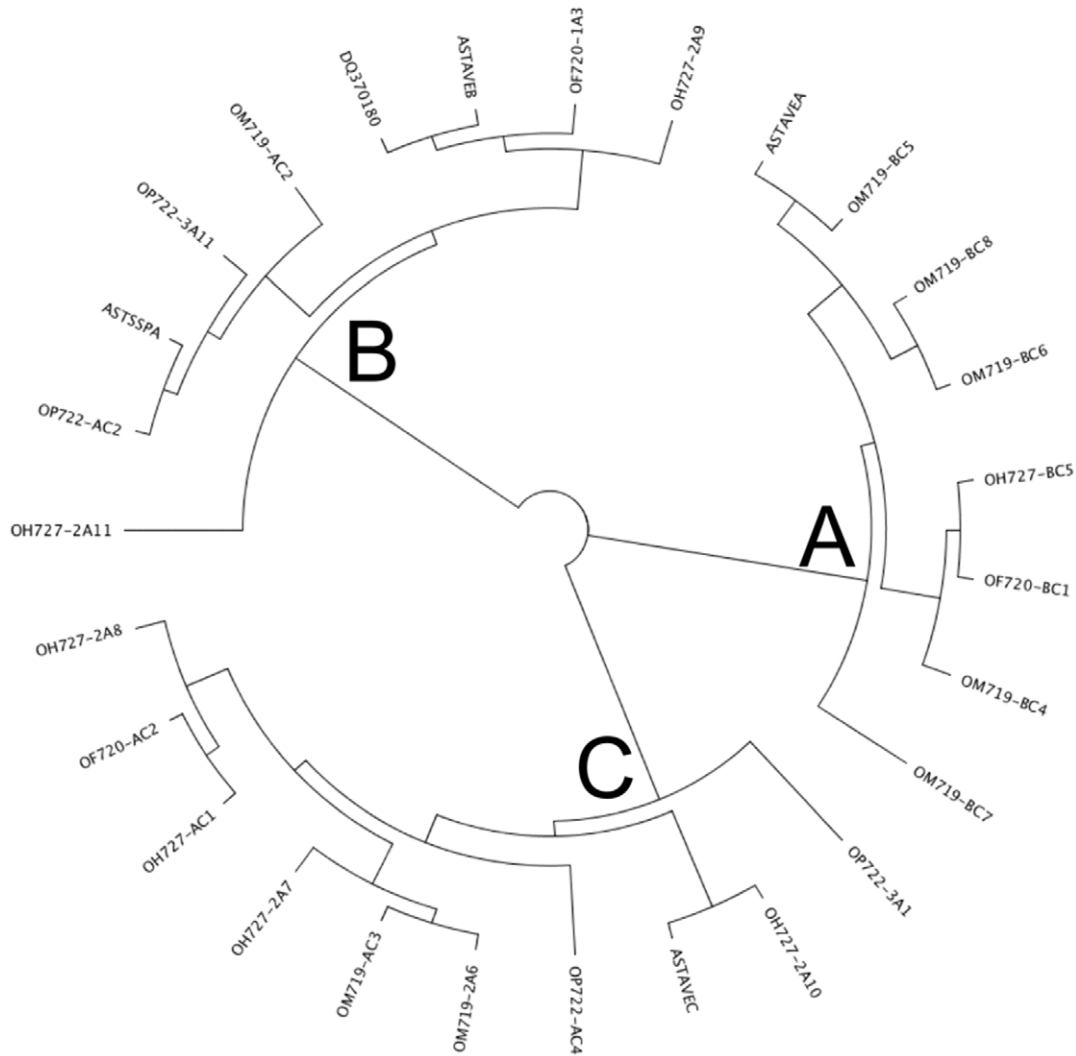 OF720-1A3
OH727-2A9
ASTAVEB
DQ370180
ASTAVEA
OM719-AC2
OM719-BC5
OP722-3A11
OM719-BC8
ASTSSPA
B
OM719-BC6
OP722-AC2
OH727-BC5
OH727-2A11
A
OF720-BC1
OH727-2A8
OM719-BC4
OF720-AC2
C
OM719-BC7
OH727-AC1
OP722-3A1
OH727-2A7
OH727-2A10
OM719-AC3
ASTAVEC
OM719-2A6
OP722-AC4